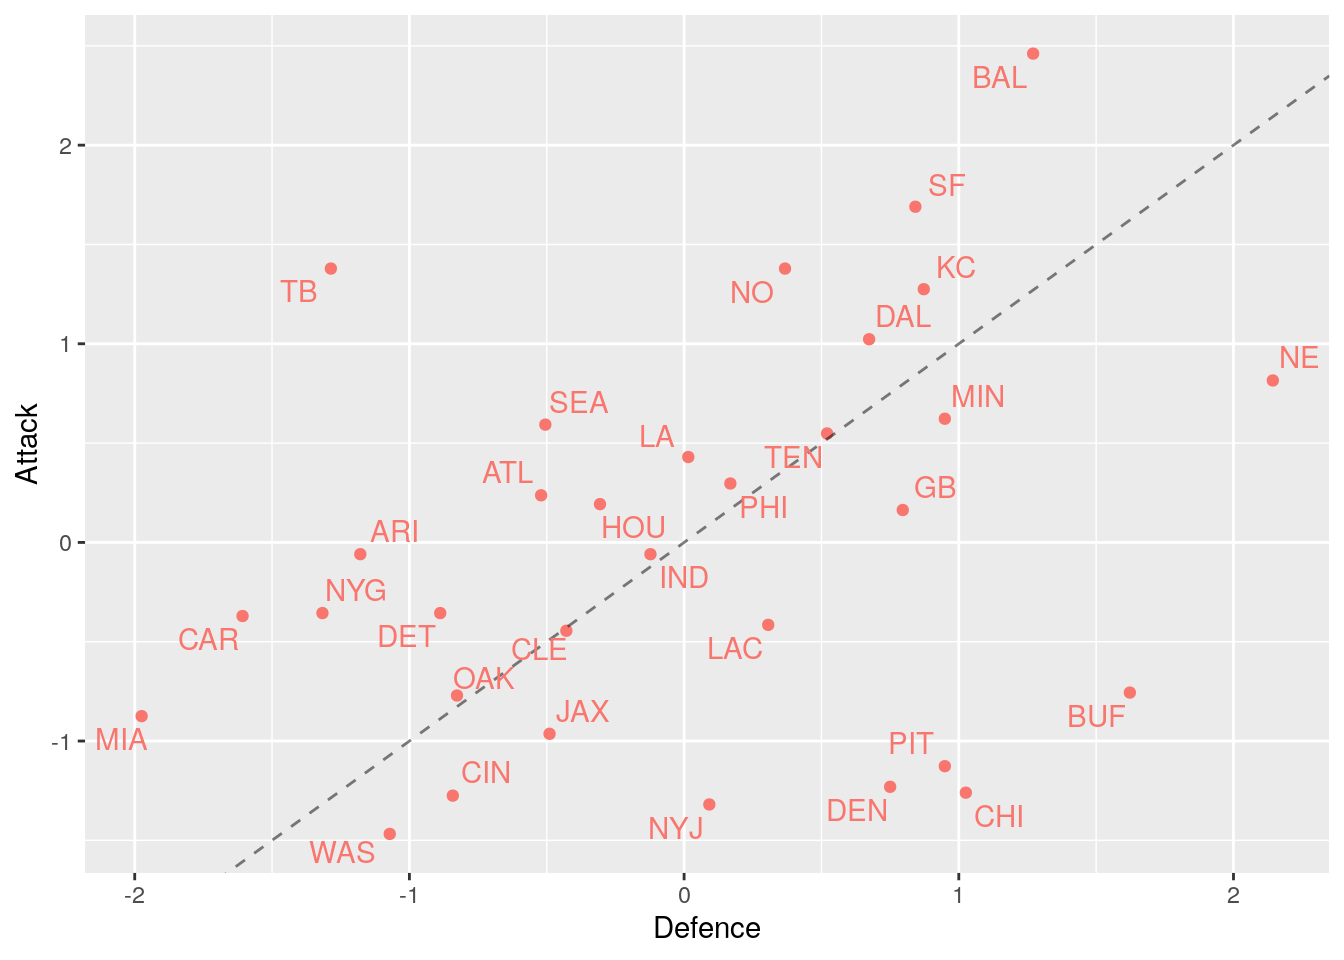 BAL
2
SF
KC
TB
NO
DAL
1
NE
SEA
MIN
LA
TEN
ATL
GB
PHI
HOU
ARI
0
IND
NYG
CAR
DET
CLE
LAC
OAK
JAX
BUF
MIA
-1
PIT
CIN
DEN
CHI
NYJ
WAS
-2
-1
0
1
2
Defence
Attack